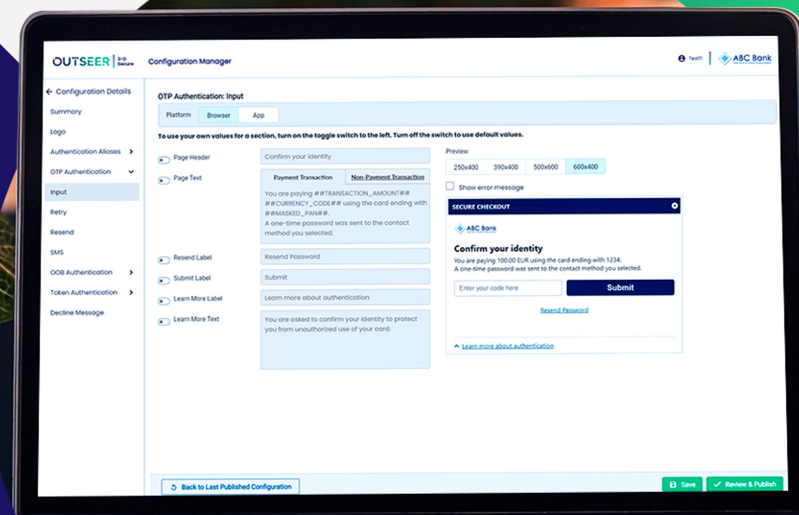 OUTSEER 3-D Secure
Configuration Manager
Test11
ABC Bank
Configuration Details
Summary
Logo
Authentication Aliases
OTP Authentication
Input
Retry
Resend
SMS
OOB Authentication
Token Authentication
Decline Message
OTP Authentication: Input
Platform Browser App
To use your own values for a section, turn on the toggle switch to the left. Turn off the switch to use default values.
Page Header
Confirm your identity
Page Text
Payment Transaction Non-Payment Transaction
You are paying ##TRANSACTION_AMOUNT##
##CURRENCY_CODE## using the card ending with
##MASKED_PAN##.
A one-time password was sent to the contact
method you selected.
Resend Label
Resend Password
Submit Label
Submit
Learn More Label
Learn more about authentication
Learn More Text
You are asked to confirm your identity to protect
you from unauthorized use of your card.
Preview
250x400 390x400 500x600 600x400
Show error message
SECURE CHECKOUT
ABC Bank
Confirm your identity
You are paying 100.00 EUR using the card ending with 1234.
A one-time password was sent to the contact method you selected.
Enter your code here Submit
Resend Password
Learn more about authentication
Back to Last Published Configuration
Save
Review & Publish